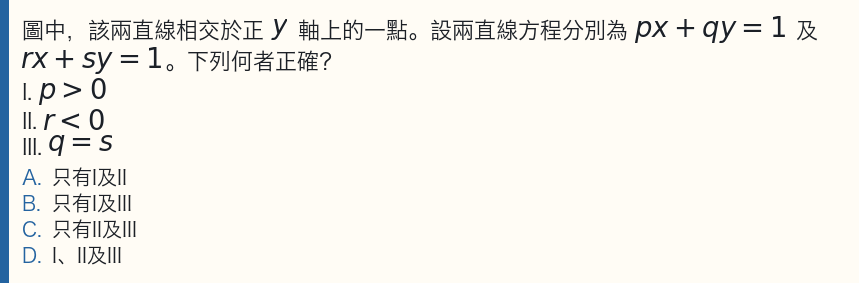 圖中，該兩直線相交於正 y 軸上的一點。設兩直線方程分別為 px + qy = 1 及
rx + sy = 1。下列何者正確?
I. p > 0
II. r < 0
III. q = s
A. 只有I及II
B. 只有I及III
C. 只有II及III
D. I、II及III